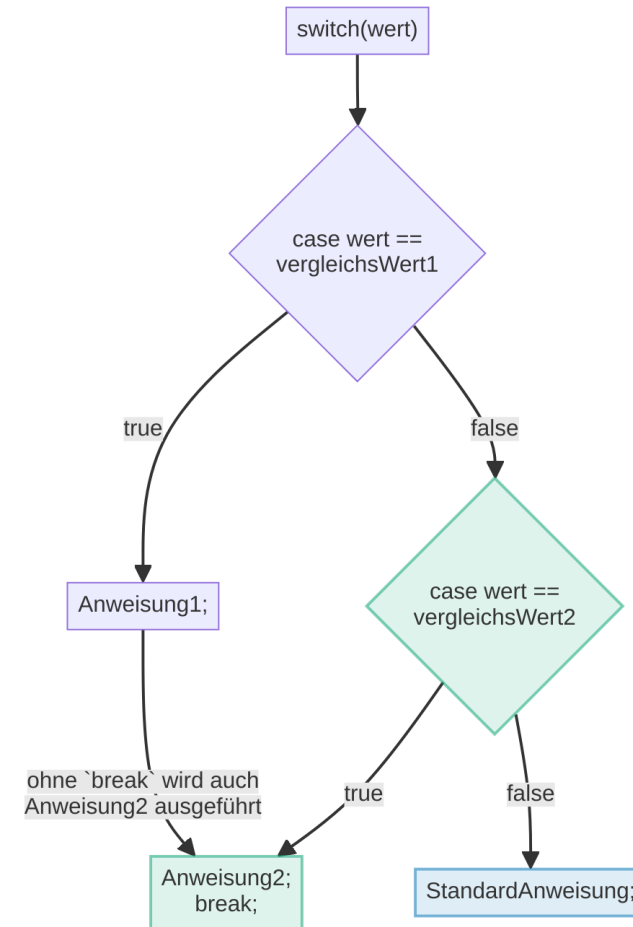 switch(wert)
case wert ==
vergleichsWert1
true
false
Anweisung1;
case wert ==
vergleichsWert2
ohne `break` wird auch
Anweisung2 ausgeführt
true
false
Anweisung2;
break;
StandardAnweisung;